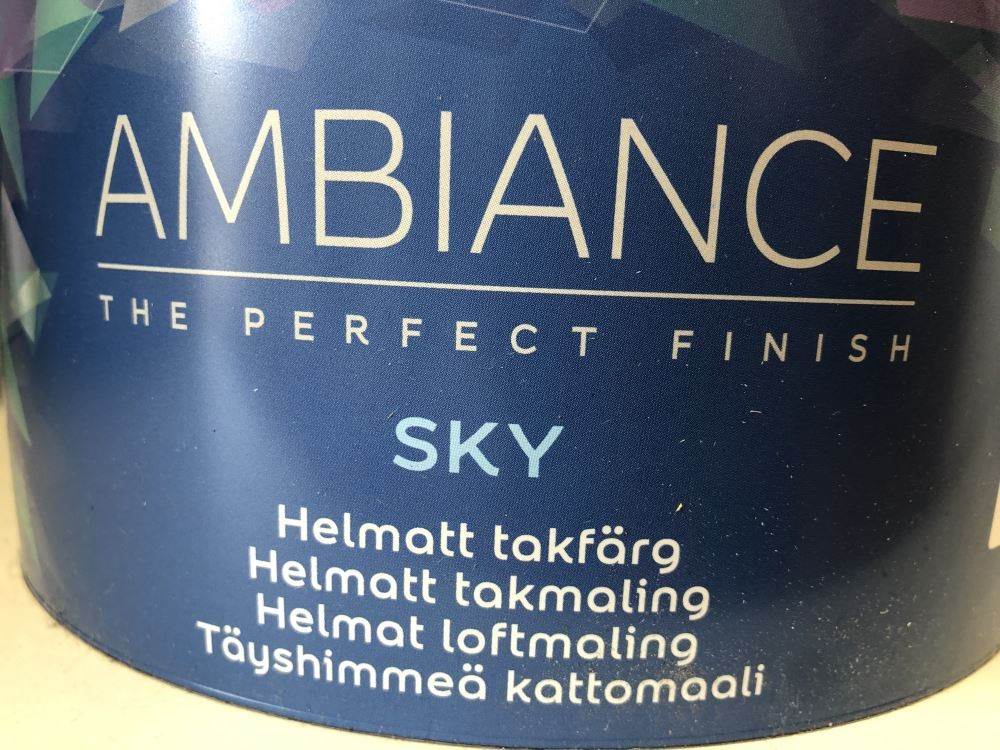 AMBIANCE
THE PERFECT FINISH
SKY
Helmatt takfärg
Helmatt takmaling
Helmat loftmaling
Täyshimmeä kattomaali